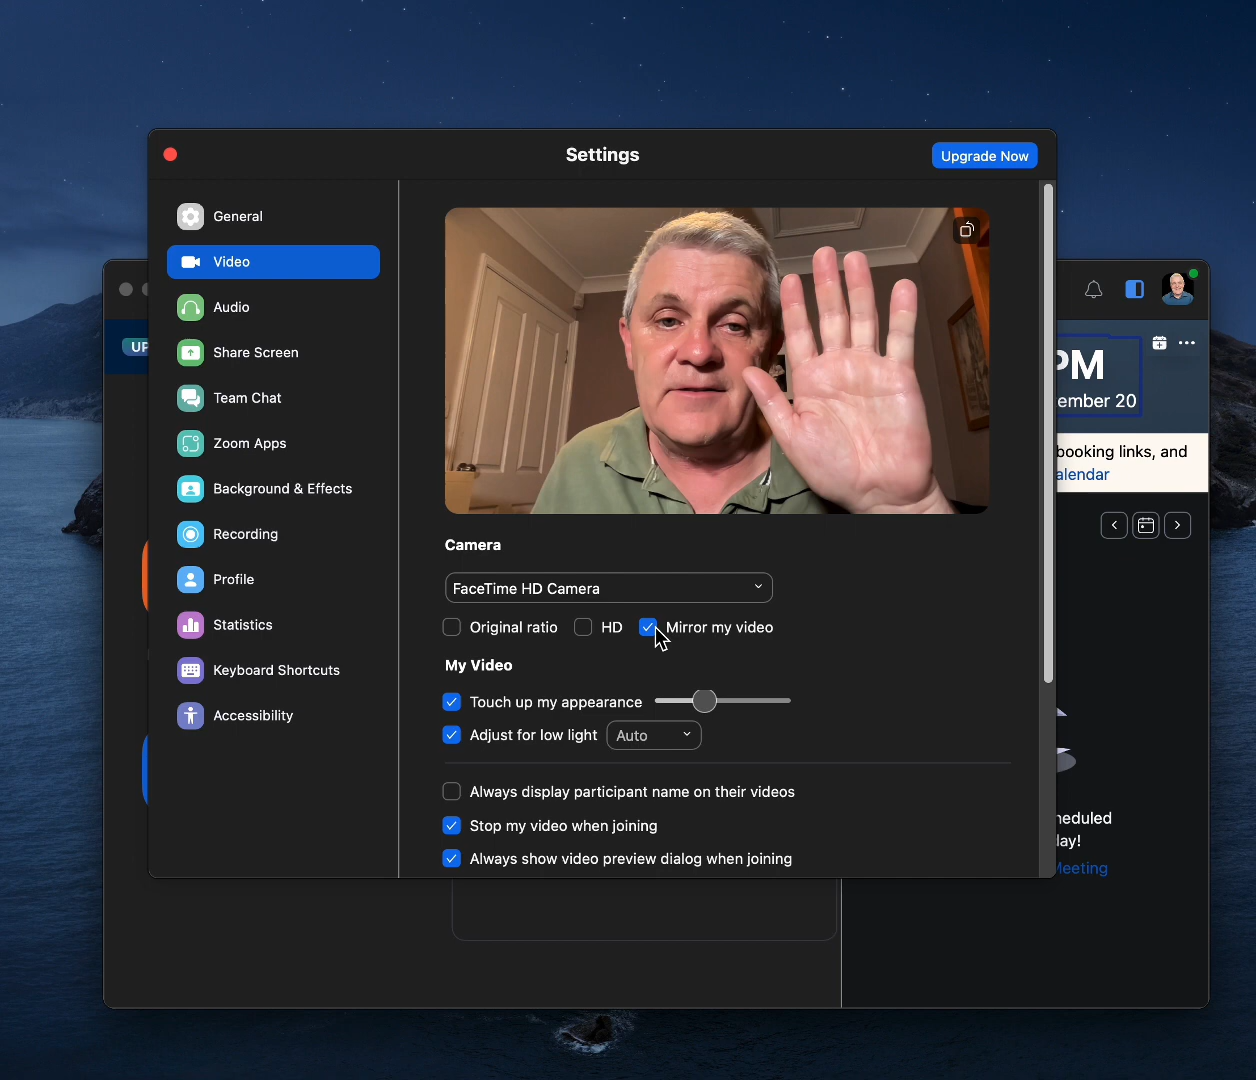 Settings
Upgrade Now
General
Video
Audio
Share Screen
Team Chat
Zoom Apps
Background & Effects
Recording
Profile
Statistics
Keyboard Shortcuts
Accessibility
Camera
FaceTime HD Camera
Original ratio
HD
Mirror my video
My Video
Touch up my appearance
Adjust for low light
Auto
Always display participant name on their videos
Stop my video when joining
Always show video preview dialog when joining
UP
PM
ember 20
booking links, and
alendar
heduled
lay!
Meeting